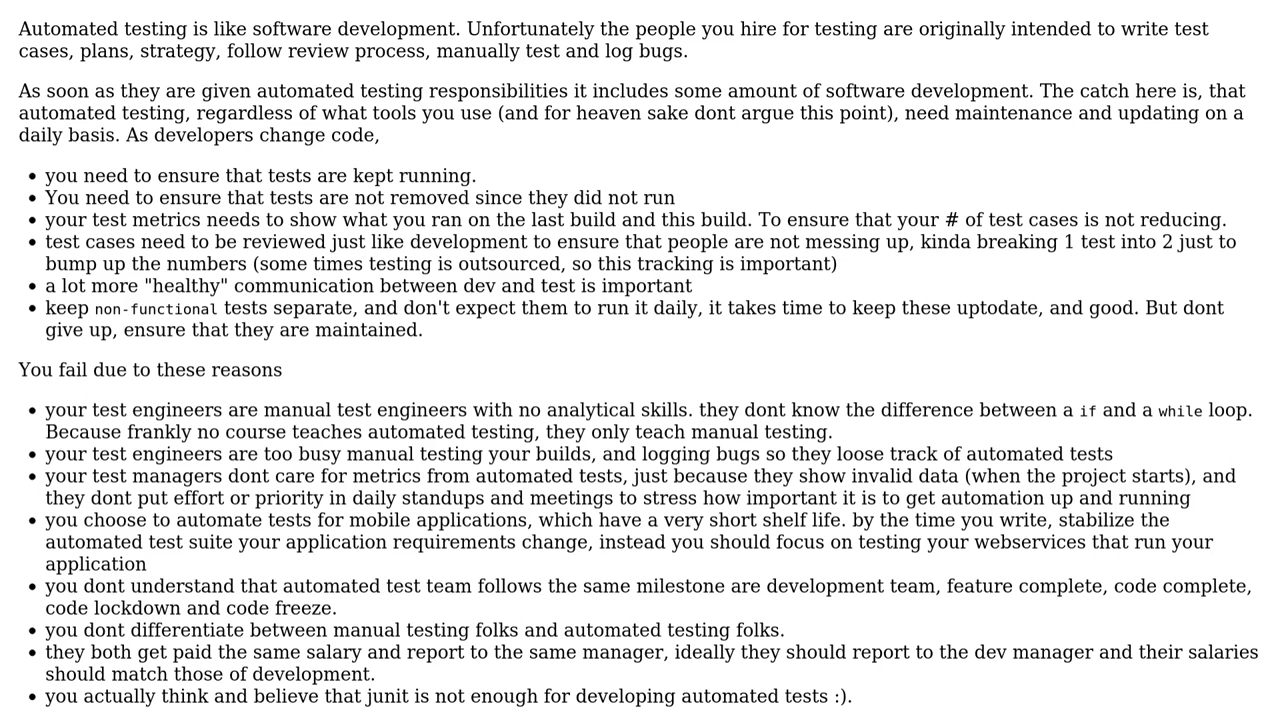 Automated testing is like software development. Unfortunately the people you hire for testing are originally intended to write test
cases, plans, strategy, follow review process, manually test and log bugs.
As soon as they are given automated testing responsibilities it includes some amount of software development. The catch here is, that
automated testing, regardless of what tools you use (and for heaven sake dont argue this point), need maintenance and updating on a
daily basis. As developers change code,
• you need to ensure that tests are kept running.
• You need to ensure that tests are not removed since they did not run
• your test metrics needs to show what you ran on the last build and this build. To ensure that your # of test cases is not reducing.
• test cases need to be reviewed just like development to ensure that people are not messing up, kinda breaking 1 test into 2 just to
bump up the numbers (some times testing is outsourced, so this tracking is important)
• a lot more "healthy" communication between dev and test is important
• keep non-functional tests separate, and don't expect them to run it daily, it takes time to keep these uptodate, and good. But dont
give up, ensure that they are maintained.
You fail due to these reasons
• your test engineers are manual test engineers with no analytical skills. they dont know the difference between a if and a while loop.
Because frankly no course teaches automated testing, they only teach manual testing.
• your test engineers are too busy manual testing your builds, and logging bugs so they loose track of automated tests
• your test managers dont care for metrics from automated tests, just because they show invalid data (when the project starts), and
they dont put effort or priority in daily standups and meetings to stress how important it is to get automation up and running
• you choose to automate tests for mobile applications, which have a very short shelf life. by the time you write, stabilize the
automated test suite your application requirements change, instead you should focus on testing your webservices that run your
application
• you dont understand that automated test team follows the same milestone are development team, feature complete, code complete,
code lockdown and code freeze.
• you dont differentiate between manual testing folks and automated testing folks.
• they both get paid the same salary and report to the same manager, ideally they should report to the dev manager and their salaries
should match those of development.
• you actually think and believe that junit is not enough for developing automated tests :).